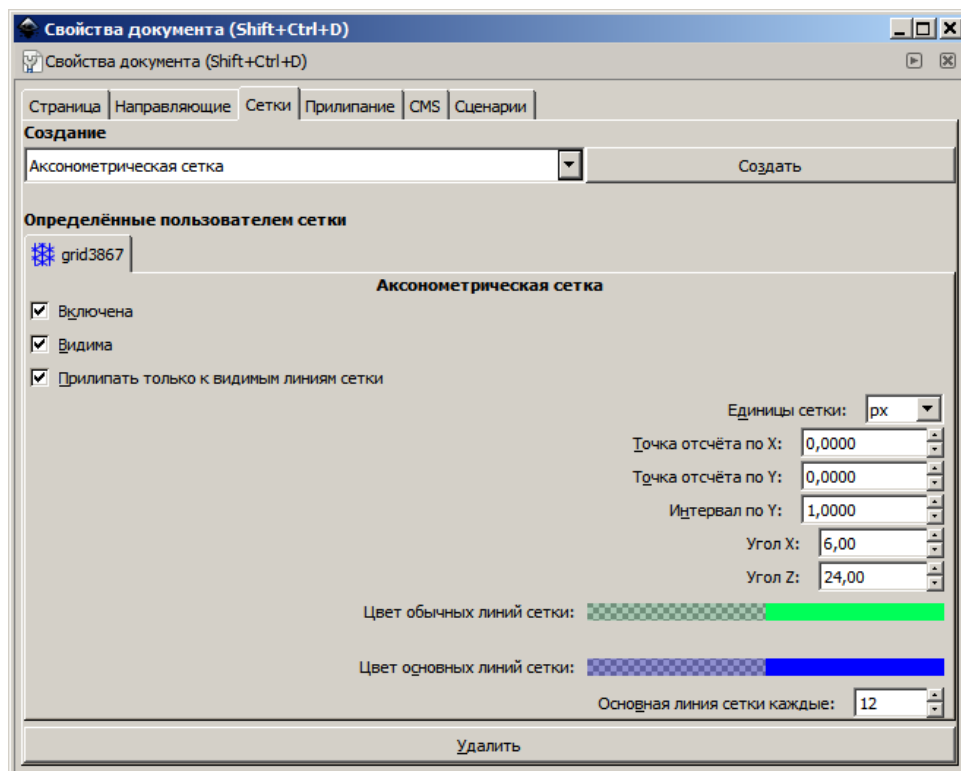 Свойства документа (Shift+Ctrl+D)
Свойства документа (Shift+Ctrl+D)
Страница Направляющие Сетки Прилипание CMS Сценарии
Создание
Аксонометрическая сетка Создать
Определённые пользователем сетки
grid3867
Аксонометрическая сетка
Включена
Видима
Прилипать только к видимым линиям сетки
Единицы сетки: px
Точка отсчёта по X: 0,0000
Точка отсчёта по Y: 0,0000
Интервал по Y: 1,0000
Угол X: 6,00
Угол Z: 24,00
Цвет обычных линий сетки:
Цвет основных линий сетки:
Основная линия сетки каждые: 12
Удалить